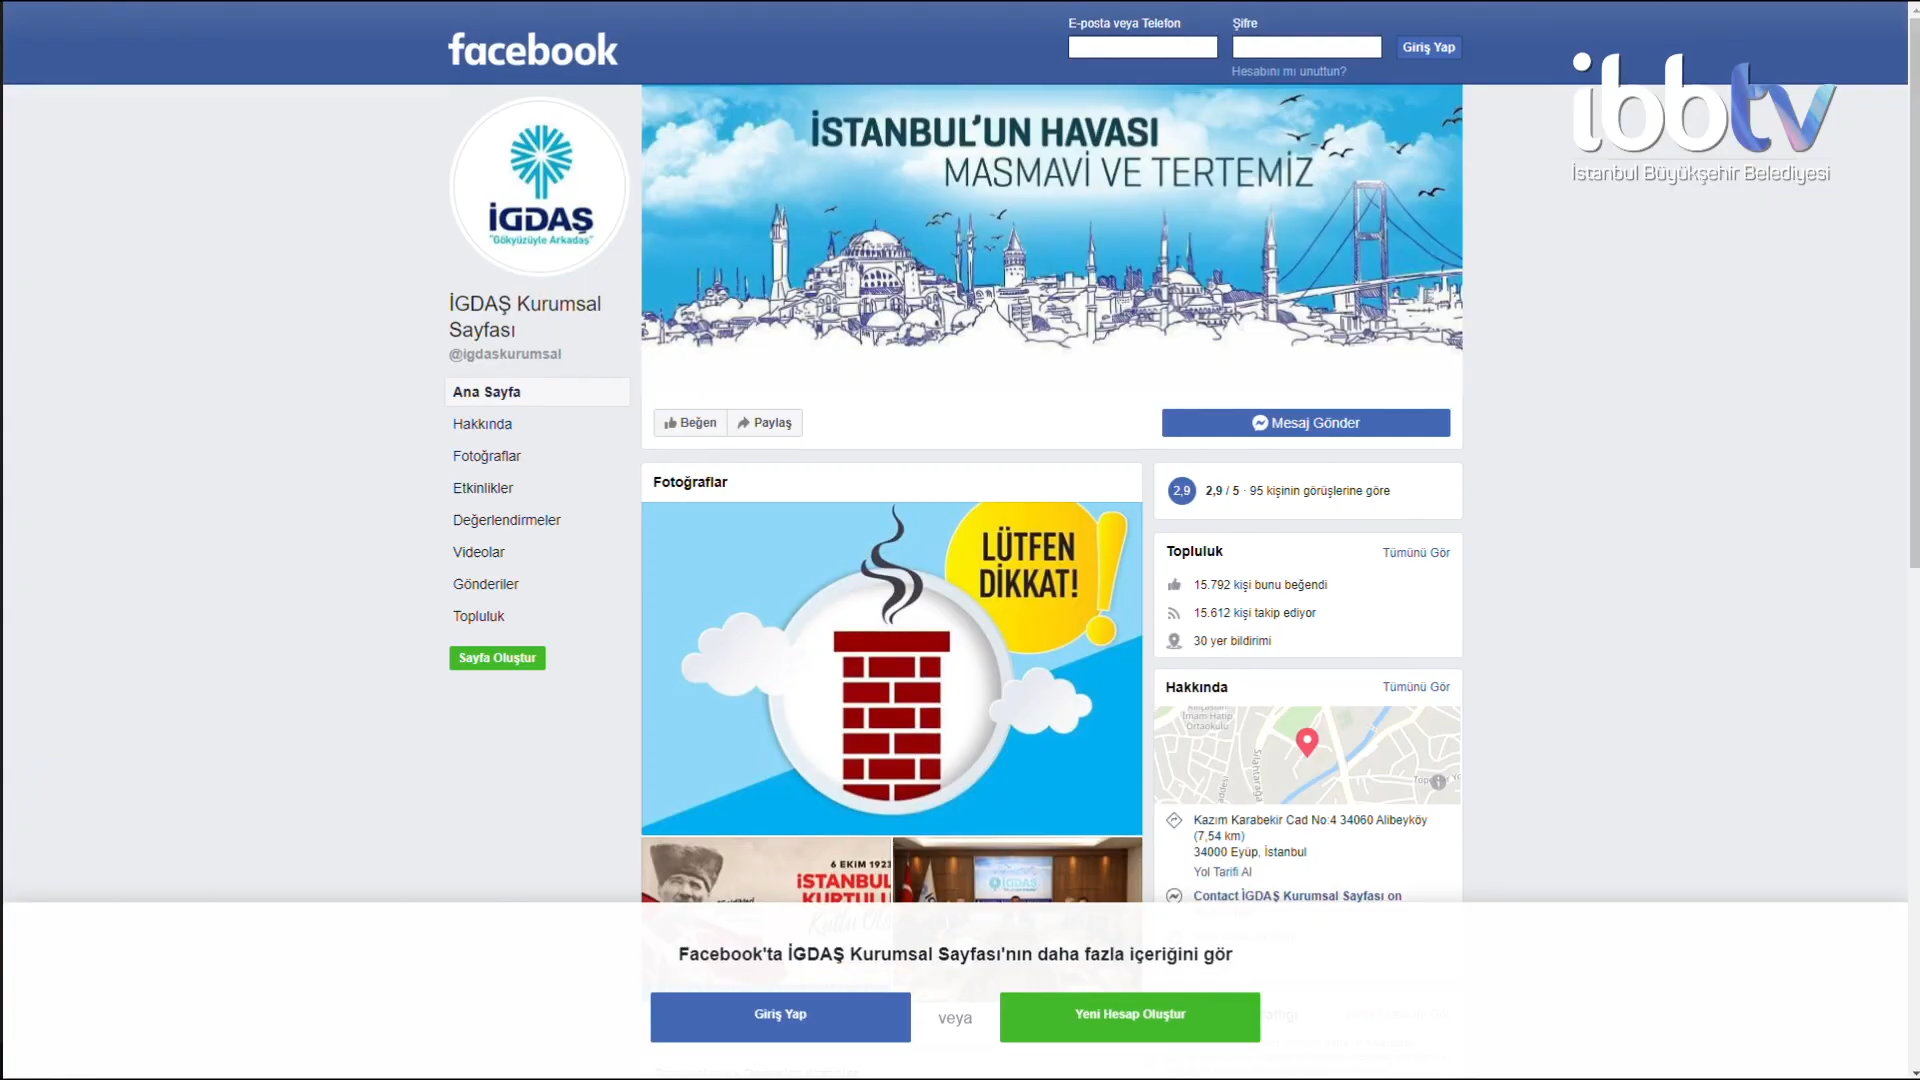 facebook
E-posta veya Telefon
Şifre
Giriş Yap
Hesabını mı unuttun?
ibbtv
İstanbul Büyükşehir Belediyesi
İGDAŞ
"Gökyüzüyle Arkadaş"
İSTANBUL'UN HAVASI
MASMAVİ VE TERTEMİZ
İGDAŞ Kurumsal
Sayfası
@igdaskurumsal
Ana Sayfa
Hakkında
Fotoğraflar
Etkinlikler
Değerlendirmeler
Videolar
Gönderiler
Topluluk
Sayfa Oluştur
Beğen
Paylaş
Mesaj Gönder
Fotoğraflar
LÜTFEN
DİKKAT!
6 EKİM 1923
İSTANBUL
İGDAŞ
2,9
2,9 / 5 · 95 kişinin görüşlerine göre
Topluluk
Tümünü Gör
15.792 kişi bunu beğendi
15.612 kişi takip ediyor
30 yer bildirimi
Hakkında
Tümünü Gör
İmam Hatip
Ortaokulu
Silahtarağa
Kazım Karabekir Cad No:4 34060 Alibeyköy
(7,54 km)
34000 Eyüp, İstanbul
Yol Tarifi Al
Contact İGDAŞ Kurumsal Sayfası on
Facebook'ta İGDAŞ Kurumsal Sayfası'nın daha fazla içeriğini gör
Giriş Yap
veya
Yeni Hesap Oluştur